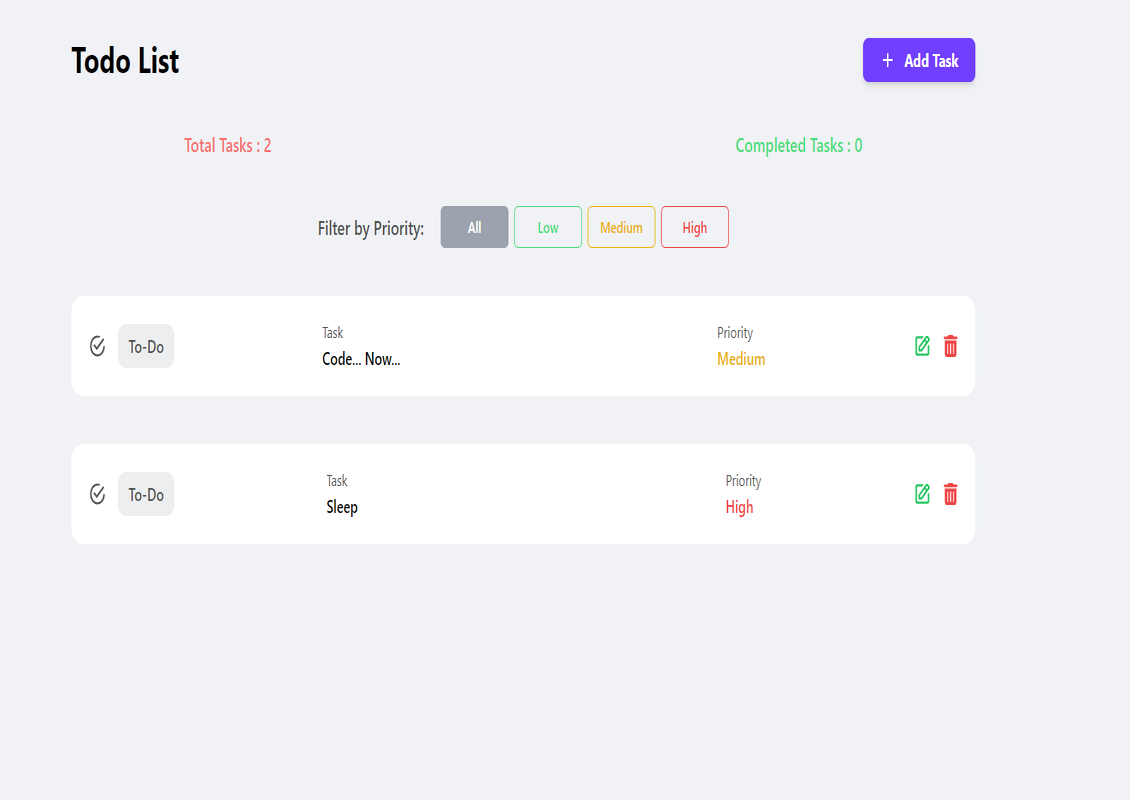 Todo List
+ Add Task
Total Tasks : 2
Completed Tasks : 0
Filter by Priority: All Low Medium High
To-Do
Task
Code... Now...
Priority
Medium
To-Do
Task
Sleep
Priority
High